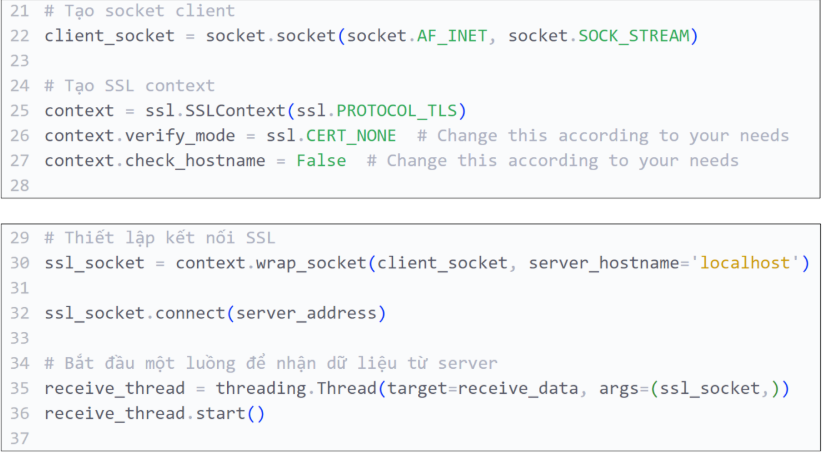 21 # Tạo socket client
22 client_socket = socket.socket(socket.AF_INET, socket.SOCK_STREAM)
23
24 # Tạo SSL context
25 context = ssl.SSLContext(ssl.PROTOCOL_TLS)
26 context.verify_mode = ssl.CERT_NONE  # Change this according to your needs
27 context.check_hostname = False  # Change this according to your needs
28
29 # Thiết lập kết nối SSL
30 ssl_socket = context.wrap_socket(client_socket, server_hostname='localhost')
31
32 ssl_socket.connect(server_address)
33
34 # Bắt đầu một luồng để nhận dữ liệu từ server
35 receive_thread = threading.Thread(target=receive_data, args=(ssl_socket,))
36 receive_thread.start()
37